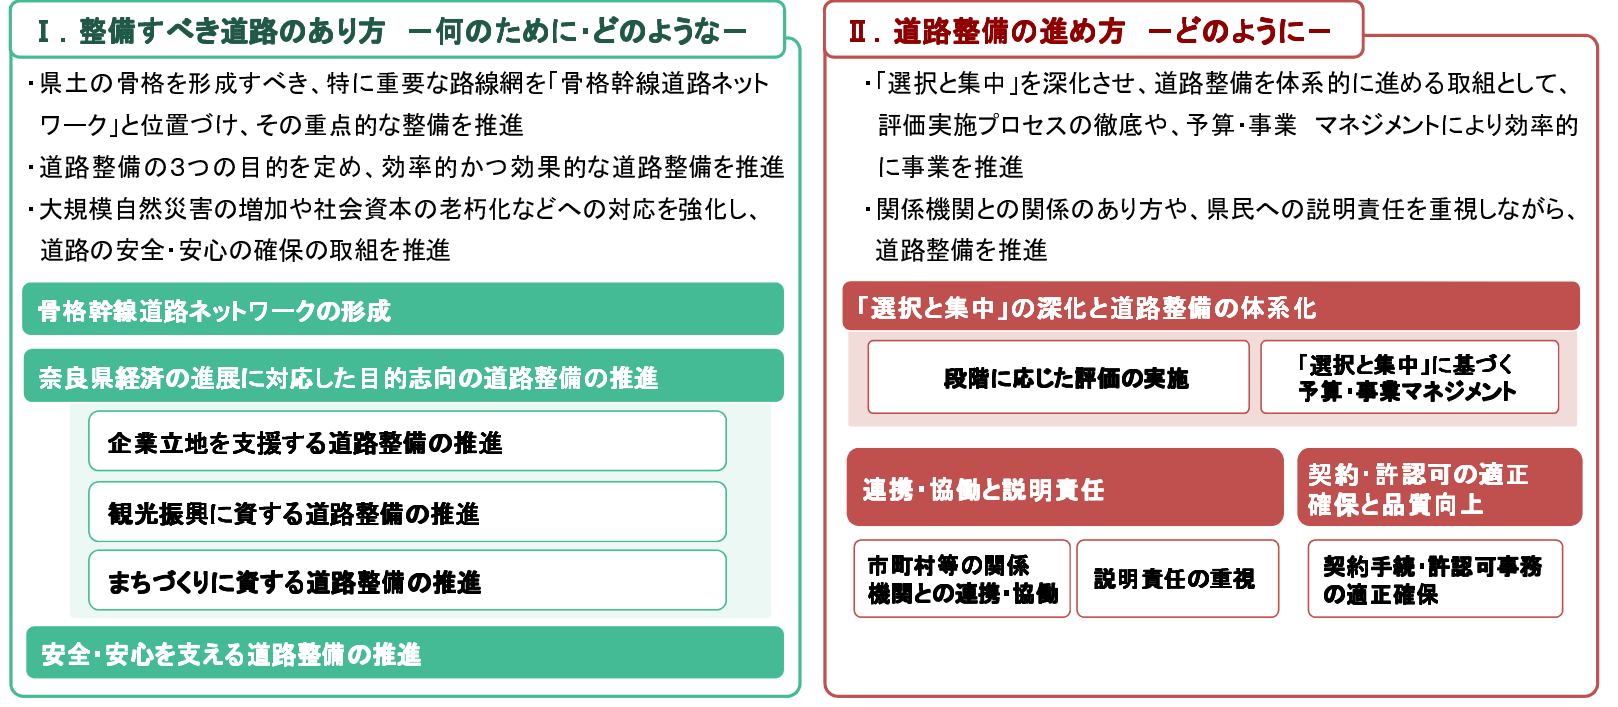 Ⅰ．整備すべき道路のあり方　－何のために・どのような－
・県土の骨格を形成すべき、特に重要な路線網を「骨格幹線道路ネット
ワーク」と位置づけ、その重点的な整備を推進
・道路整備の３つの目的を定め、効率的かつ効果的な道路整備を推進
・大規模自然災害の増加や社会資本の老朽化などへの対応を強化し、
道路の安全・安心の確保の取組を推進
骨格幹線道路ネットワークの形成
奈良県経済の進展に対応した目的志向の道路整備の推進
企業立地を支援する道路整備の推進
観光振興に資する道路整備の推進
まちづくりに資する道路整備の推進
安全・安心を支える道路整備の推進
Ⅱ．道路整備の進め方　－どのように－
・「選択と集中」を深化させ、道路整備を体系的に進める取組として、
評価実施プロセスの徹底や、予算・事業　マネジメントにより効率的
に事業を推進
・関係機関との関係のあり方や、県民への説明責任を重視しながら、
道路整備を推進
「選択と集中」の深化と道路整備の体系化
段階に応じた評価の実施
「選択と集中」に基づく
予算・事業マネジメント
連携・協働と説明責任
市町村等の関係
機関との連携・協働
説明責任の重視
契約・許認可の適正
確保と品質向上
契約手続・許認可事務
の適正確保